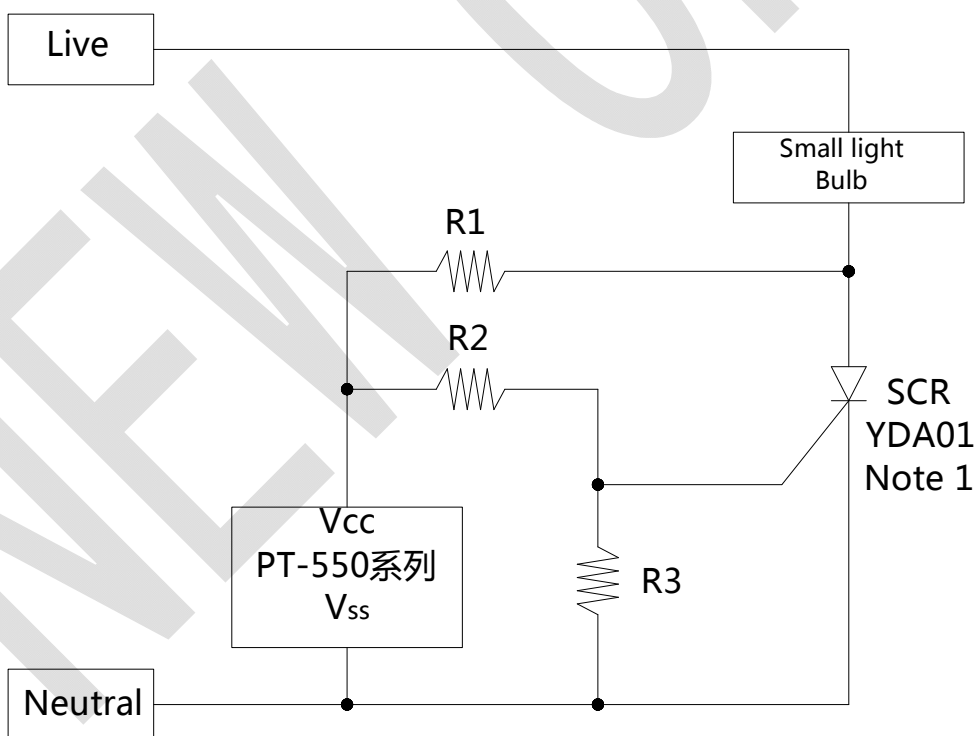 Live
Small light
Bulb
R1
R2
SCR
YDA01
Note 1
Vcc
PT-550系列
Vss
R3
Neutral